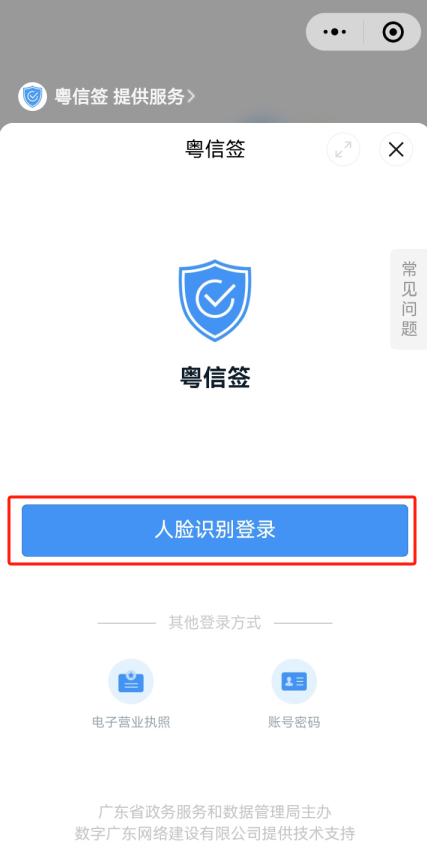 粤信签 提供服务
粤信签
常见问题
粤信签
人脸识别登录
其他登录方式
电子营业执照
账号密码
广东省政务服务和数据管理局主办
数字广东网络建设有限公司提供技术支持